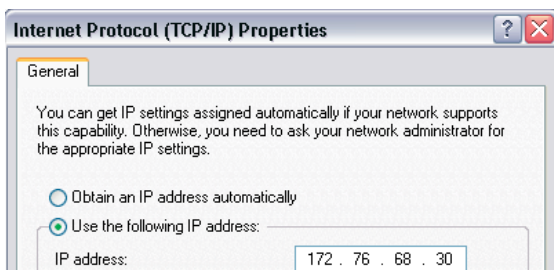 Internet Protocol (TCP/IP) Properties
General
You can get IP settings assigned automatically if your network supports
this capability. Otherwise, you need to ask your network administrator for
the appropriate IP settings.
Obtain an IP address automatically
Use the following IP address:
IP address: 172 . 76 . 68 . 30